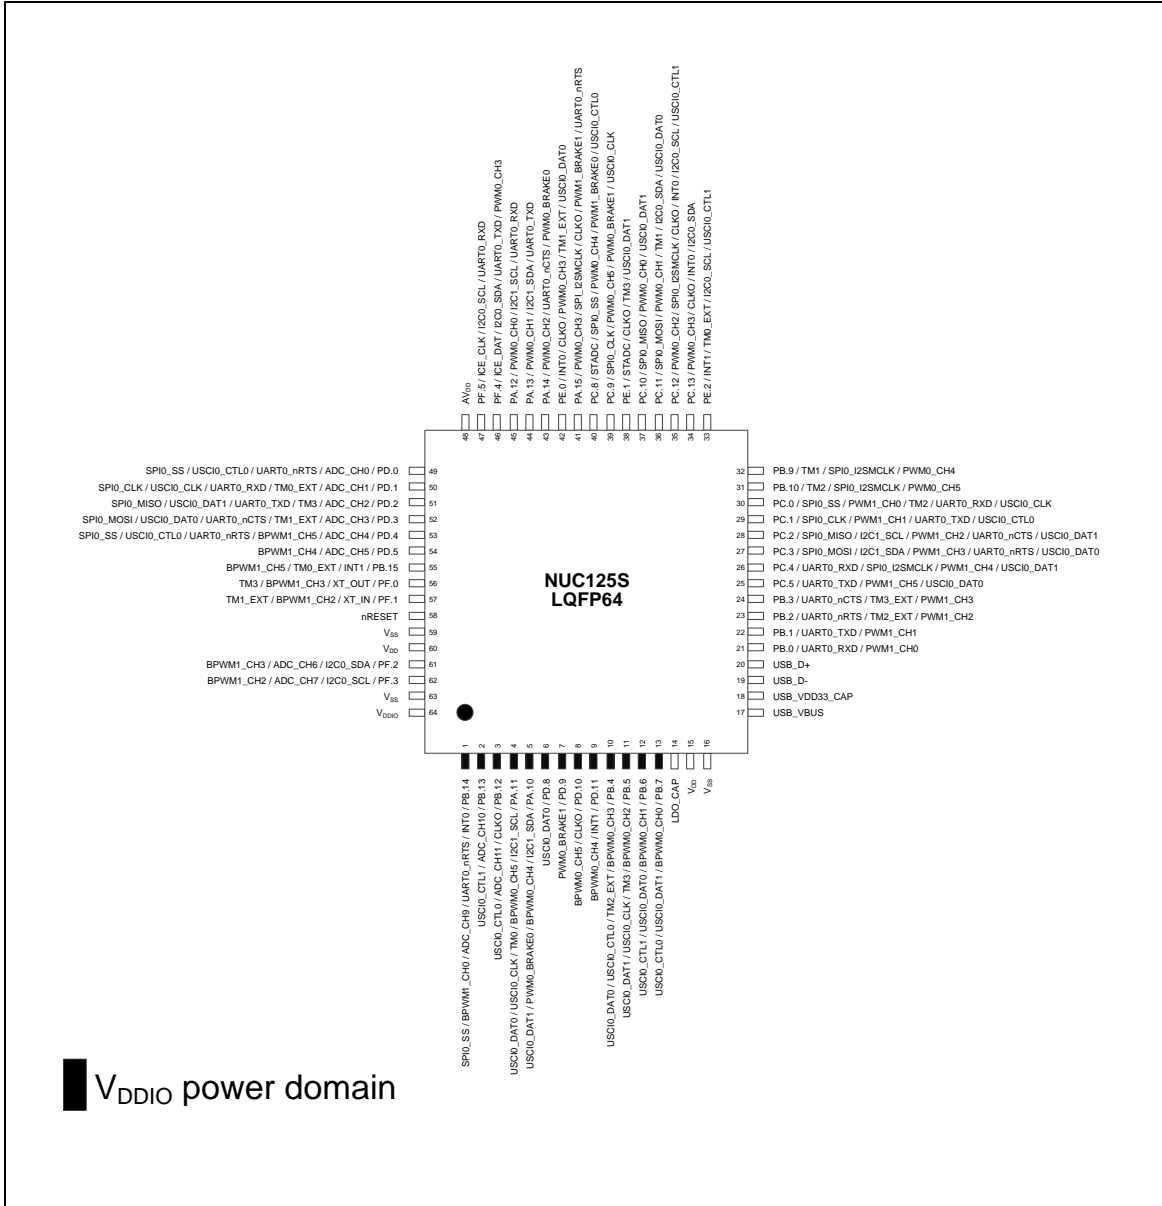 AVDD
PF.5 / ICE_CLK / I2C0_SCL / UART0_RXD
PF.4 / ICE_DAT / I2C0_SDA / UART0_TXD / PWM0_CH3
PA.12 / PWM0_CH0 / I2C1_SCL / UART0_RXD
PA.13 / PWM0_CH1 / I2C1_SDA / UART0_TXD
PA.14 / PWM0_CH2 / UART0_nCTS / PWM0_BRAKE0
PE.0 / INT0 / CLKO / PWM0_CH3 / TM1_EXT / USCI0_DAT0
PA.15 / PWM0_CH3 / SPI_I2SMCLK / CLKO / PWM1_BRAKE1 / UART0_nRTS
PC.8 / STADC / SPI0_SS / PWM0_CH4 / PWM1_BRAKE0 / USCI0_CTL0
PC.9 / SPI0_CLK / PWM0_CH5 / PWM0_BRAKE1 / USCI0_CLK
PE.1 / STADC / CLKO / TM3 / USCI0_DAT1
PC.10 / SPI0_MISO / PWM0_CH0 / USCI0_DAT1
PC.11 / SPI0_MOSI / PWM0_CH1 / TM1 / I2C0_SDA / USCI0_DAT0
PC.12 / PWM0_CH2 / SPI0_I2SMCLK / CLKO / INT0 / I2C0_SCL / USCI0_CTL1
PC.13 / PWM0_CH3 / CLKO / INT0 / I2C0_SDA
PE.2 / INT1 / TM0_EXT / I2C0_SCL / USCI0_CTL1
48 47 46 45 44 43 42 41 40 39 38 37 36 35 34 33
SPI0_SS / USCI0_CTL0 / UART0_nRTS / ADC_CH0 / PD.0 49
SPI0_CLK / USCI0_CLK / UART0_RXD / TM0_EXT / ADC_CH1 / PD.1 50
SPI0_MISO / USCI0_DAT1 / UART0_TXD / TM3 / ADC_CH2 / PD.2 51
SPI0_MOSI / USCI0_DAT0 / UART0_nCTS / TM1_EXT / ADC_CH3 / PD.3 52
SPI0_SS / USCI0_CTL0 / UART0_nRTS / BPWM1_CH5 / ADC_CH4 / PD.4 53
BPWM1_CH4 / ADC_CH5 / PD.5 54
BPWM1_CH5 / TM0_EXT / INT1 / PB.15 55
TM3 / BPWM1_CH3 / XT_OUT / PF.0 56
TM1_EXT / BPWM1_CH2 / XT_IN / PF.1 57
nRESET 58
VSS 59
VDD 60
BPWM1_CH3 / ADC_CH6 / I2C0_SDA / PF.2 61
BPWM1_CH2 / ADC_CH7 / I2C0_SCL / PF.3 62
VSS 63
VDDIO 64
NUC125S
LQFP64
32 PB.9 / TM1 / SPI0_I2SMCLK / PWM0_CH4
31 PB.10 / TM2 / SPI0_I2SMCLK / PWM0_CH5
30 PC.0 / SPI0_SS / PWM1_CH0 / TM2 / UART0_RXD / USCI0_CLK
29 PC.1 / SPI0_CLK / PWM1_CH1 / UART0_TXD / USCI0_CTL0
28 PC.2 / SPI0_MISO / I2C1_SCL / PWM1_CH2 / UART0_nCTS / USCI0_DAT1
27 PC.3 / SPI0_MOSI / I2C1_SDA / PWM1_CH3 / UART0_nRTS / USCI0_DAT0
26 PC.4 / UART0_RXD / SPI0_I2SMCLK / PWM1_CH4 / USCI0_DAT1
25 PC.5 / UART0_TXD / PWM1_CH5 / USCI0_DAT0
24 PB.3 / UART0_nCTS / TM3_EXT / PWM1_CH3
23 PB.2 / UART0_nRTS / TM2_EXT / PWM1_CH2
22 PB.1 / UART0_TXD / PWM1_CH1
21 PB.0 / UART0_RXD / PWM1_CH0
20 USB_D+
19 USB_D-
18 USB_VDD33_CAP
17 USB_VBUS
1 2 3 4 5 6 7 8 9 10 11 12 13 14 15 16
SPI0_SS / BPWM1_CH0 / ADC_CH9 / UART0_nRTS / INT0 / PB.14
USCI0_CTL1 / ADC_CH10 / PB.13
USCI0_CTL0 / ADC_CH11 / CLKO / PB.12
USCI0_DAT0 / USCI0_CLK / TM0 / BPWM0_CH5 / I2C1_SCL / PA.11
USCI0_DAT1 / PWM0_BRAKE0 / BPWM0_CH4 / I2C1_SDA / PA.10
USCI0_DAT0 / PD.8
PWM0_BRAKE1 / PD.9
BPWM0_CH5 / CLKO / PD.10
BPWM0_CH4 / INT1 / PD.11
USCI0_DAT0 / USCI0_CTL0 / TM2_EXT / BPWM0_CH3 / PB.4
USCI0_DAT1 / USCI0_CLK / TM3 / BPWM0_CH2 / PB.5
USCI0_CTL1 / USCI0_DAT0 / BPWM0_CH1 / PB.6
USCI0_CTL0 / USCI0_DAT1 / BPWM0_CH0 / PB.7
LDO_CAP
VDD
VSS
VDDIO power domain